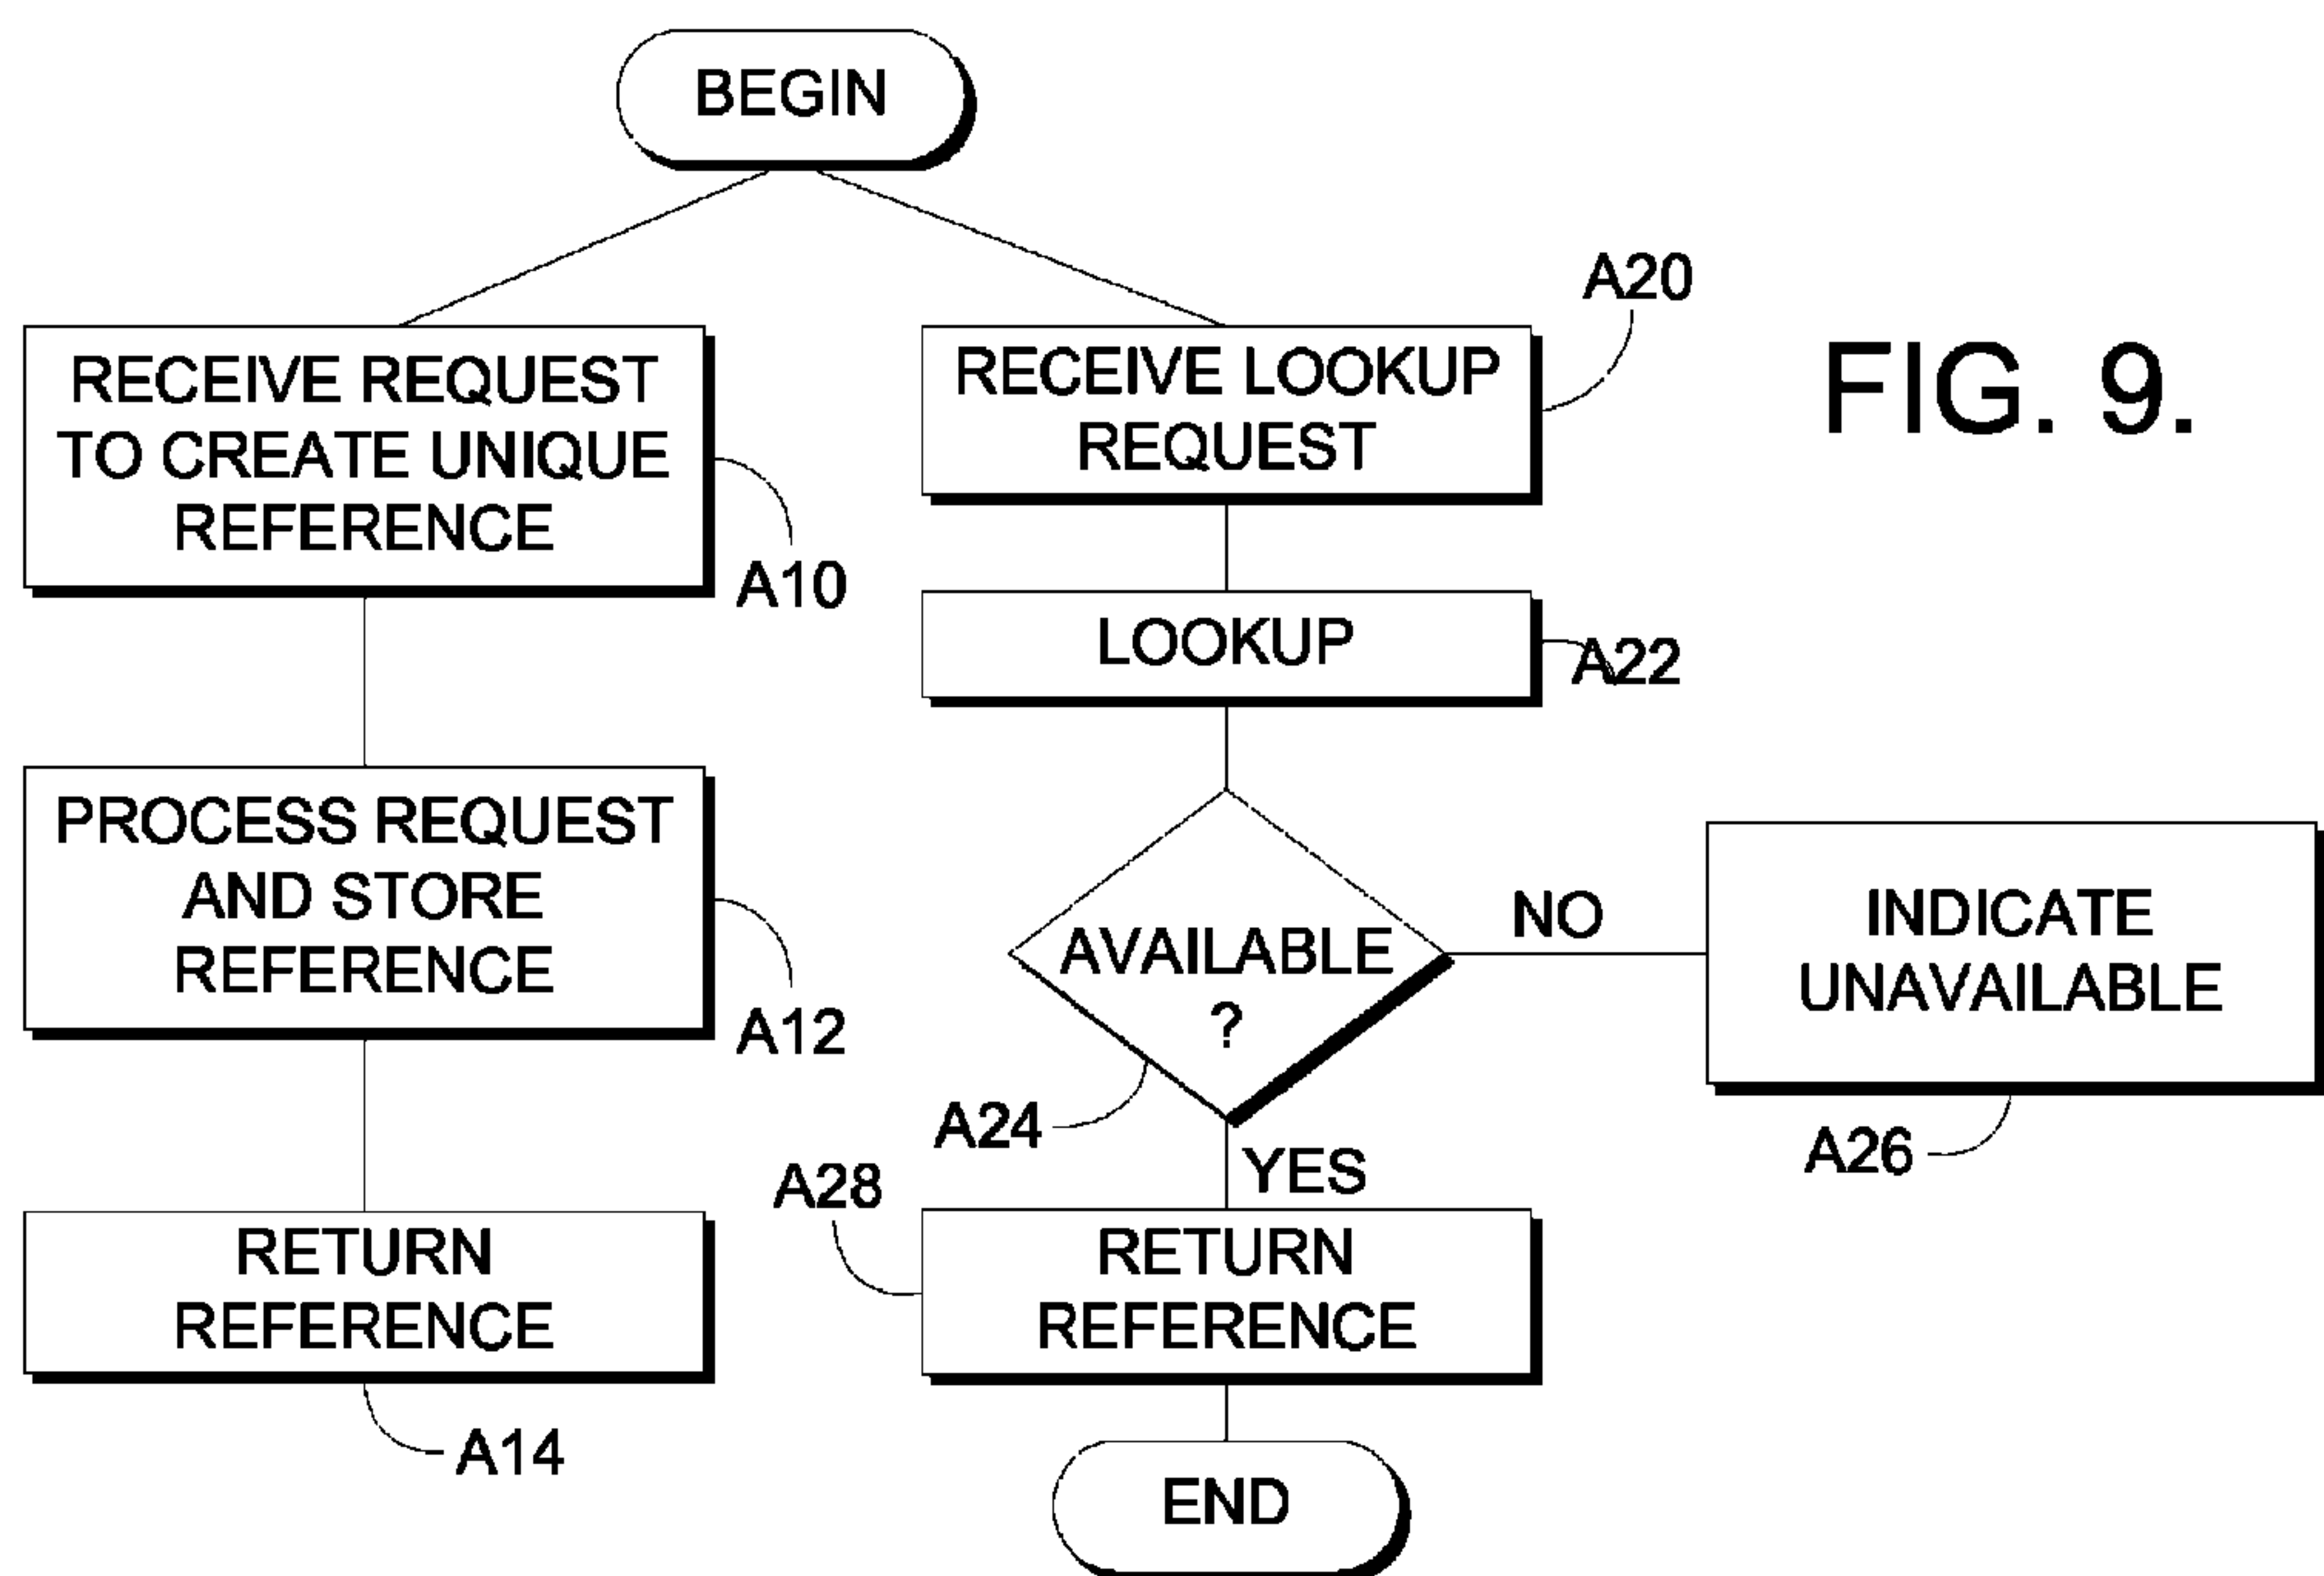 BEGIN
RECEIVE REQUEST
TO CREATE UNIQUE
REFERENCE
A10
PROCESS REQUEST
AND STORE
REFERENCE
A12
RETURN
REFERENCE
A14
RECEIVE LOOKUP
REQUEST
A20
LOOKUP
A22
AVAILABLE
?
A24
NO
INDICATE
UNAVAILABLE
A26
YES
A28
RETURN
REFERENCE
END
FIG. 9.